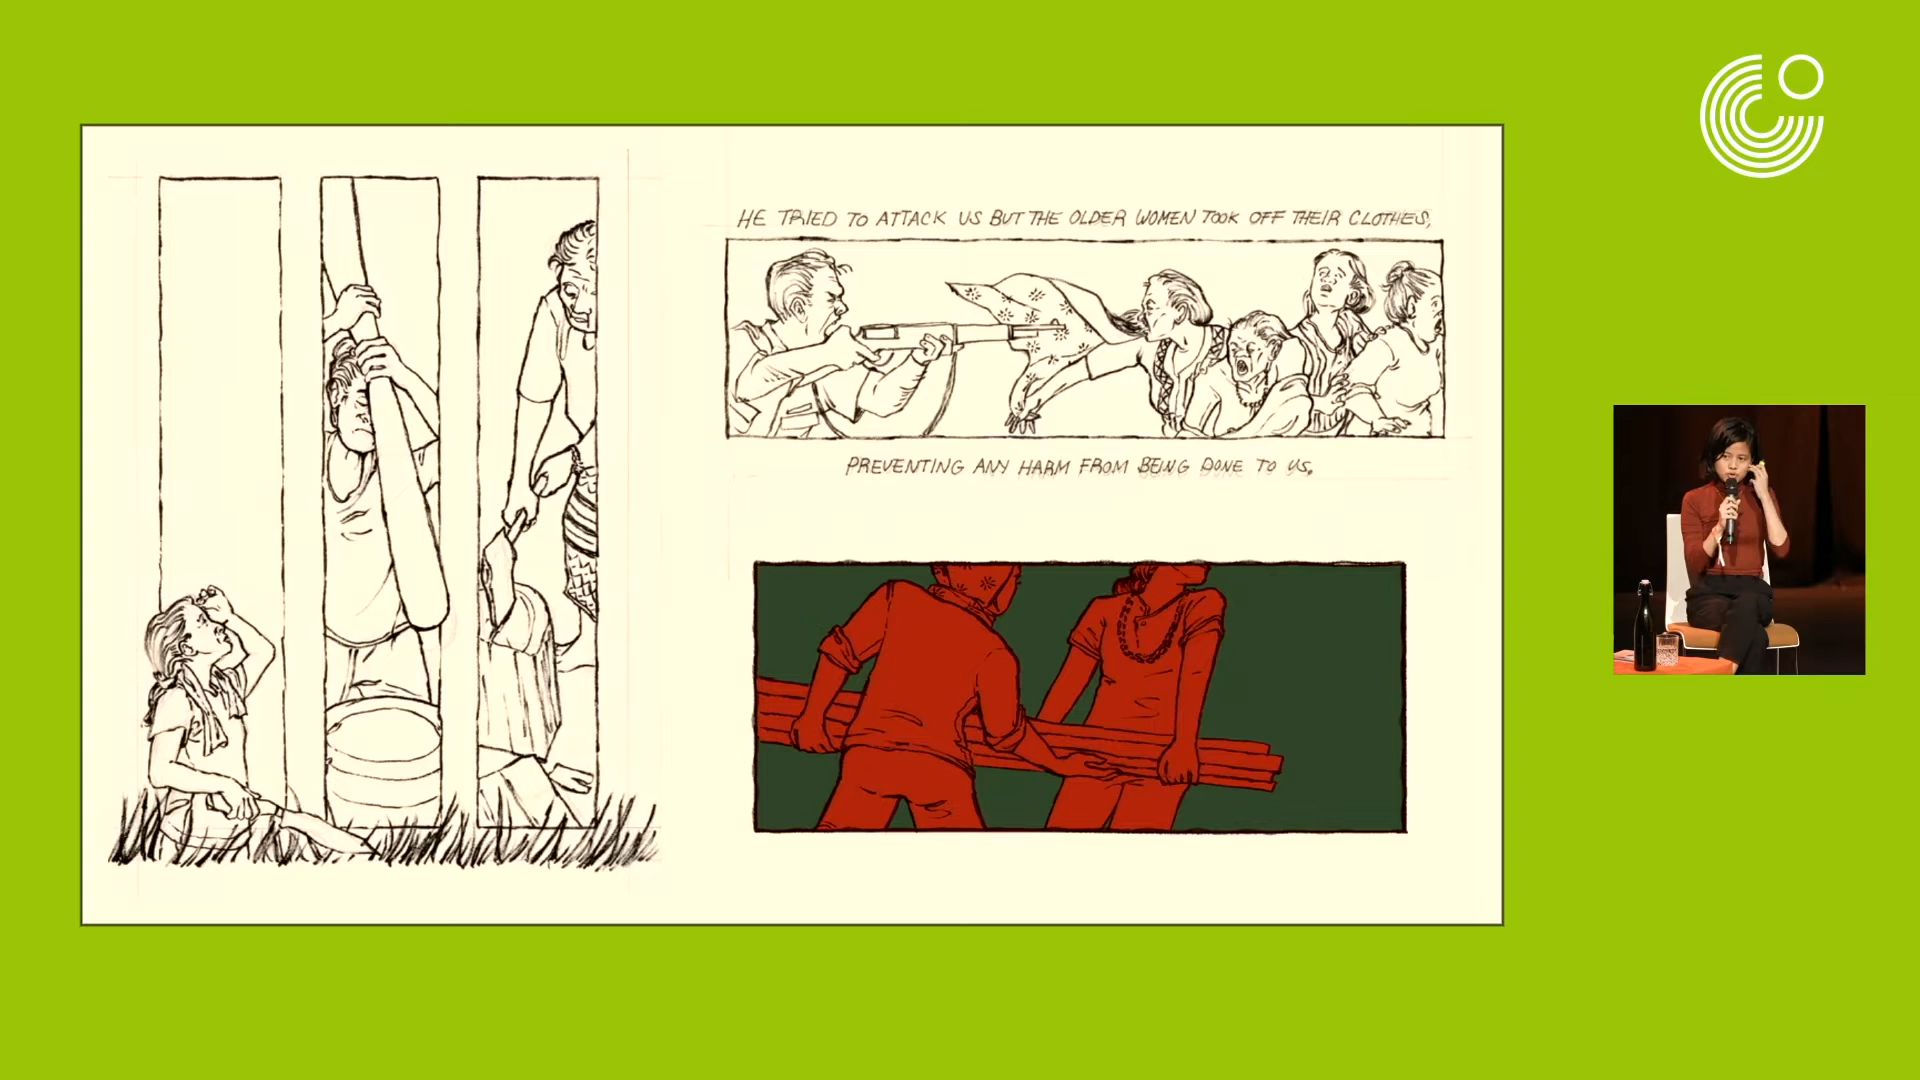 HE TRIED TO ATTACK US BUT THE OLDER WOMEN TOOK OFF THEIR CLOTHES,
PREVENTING ANY HARM FROM BEING DONE TO US.